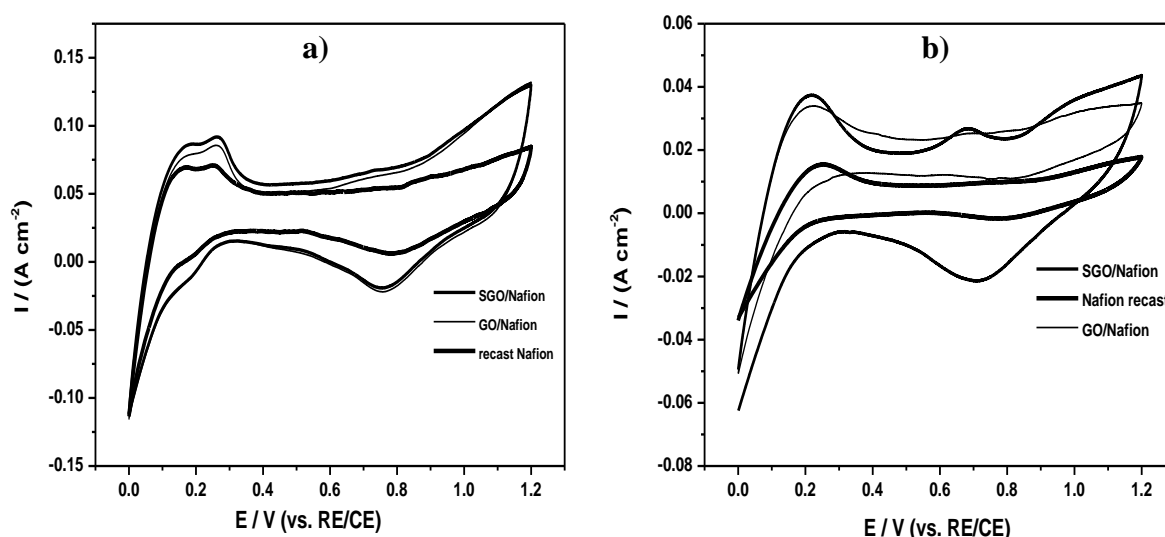 a)
I / (A cm-2)
0.15
0.10
0.05
0.00
-0.05
-0.10
-0.15
SGO/Nafion
GO/Nafion
recast Nafion
0.0 0.2 0.4 0.6 0.8 1.0 1.2
E / V (vs. RE/CE)
b)
I / (A cm-2)
0.06
0.04
0.02
0.00
-0.02
-0.04
-0.06
-0.08
SGO/Nafion
Nafion recast
GO/Nafion
0.0 0.2 0.4 0.6 0.8 1.0 1.2
E / V (vs. RE/CE)